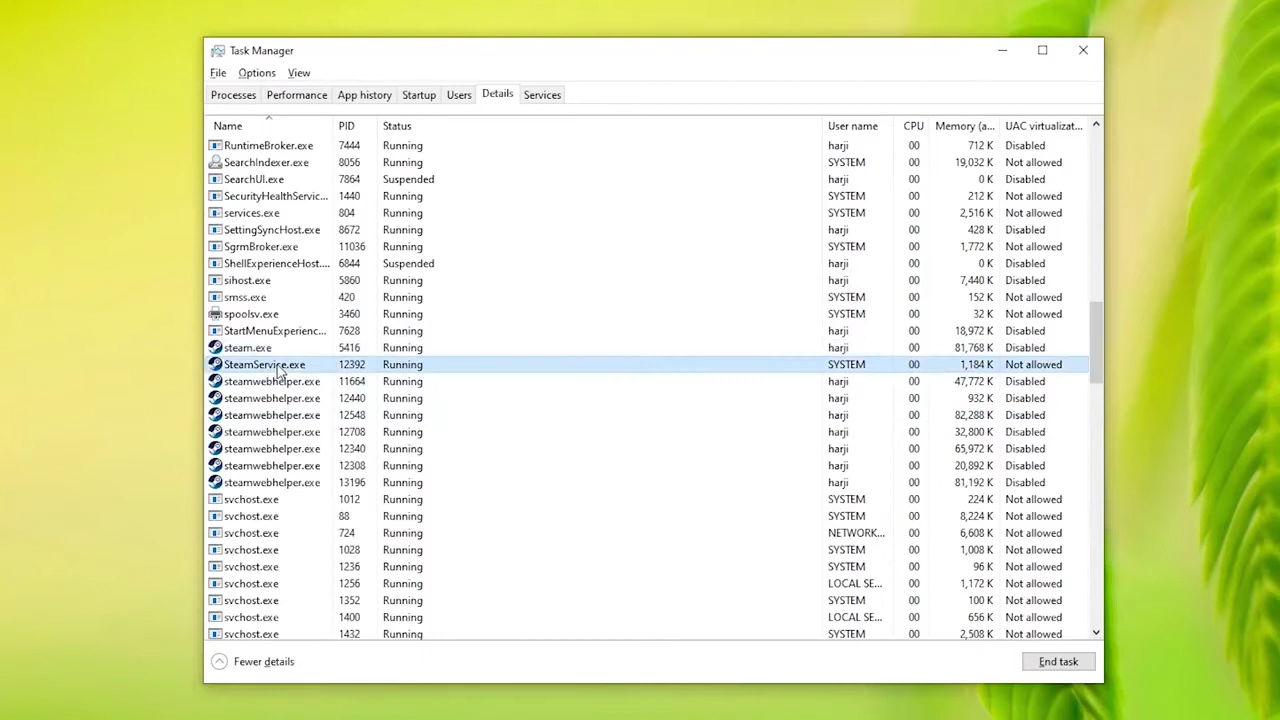 Task Manager
File Options View
Processes Performance App history Startup Users Details Services
Name PID Status User name CPU Memory (a... UAC virtualizat...
RuntimeBroker.exe 7444 Running harji 00 712 K Disabled
SearchIndexer.exe 8056 Running SYSTEM 00 19,032 K Not allowed
SearchUI.exe 7864 Suspended harji 00 0 K Disabled
SecurityHealthServic... 1440 Running SYSTEM 00 212 K Not allowed
services.exe 804 Running SYSTEM 00 2,516 K Not allowed
SettingSyncHost.exe 8672 Running harji 00 428 K Disabled
SgrmBroker.exe 11036 Running SYSTEM 00 1,772 K Not allowed
ShellExperienceHost.... 6844 Suspended harji 00 0 K Disabled
sihost.exe 5860 Running harji 00 7,440 K Disabled
smss.exe 420 Running SYSTEM 00 152 K Not allowed
spoolsv.exe 3460 Running SYSTEM 00 32 K Not allowed
StartMenuExperienc... 7628 Running harji 00 18,972 K Disabled
steam.exe 5416 Running harji 00 81,768 K Disabled
SteamService.exe 12392 Running SYSTEM 00 1,184 K Not allowed
steamwebhelper.exe 11664 Running harji 00 47,772 K Disabled
steamwebhelper.exe 12440 Running harji 00 932 K Disabled
steamwebhelper.exe 12548 Running harji 00 82,288 K Disabled
steamwebhelper.exe 12708 Running harji 00 32,800 K Disabled
steamwebhelper.exe 12340 Running harji 00 65,972 K Disabled
steamwebhelper.exe 12308 Running harji 00 20,892 K Disabled
steamwebhelper.exe 13196 Running harji 00 81,192 K Disabled
svchost.exe 1012 Running SYSTEM 00 224 K Not allowed
svchost.exe 88 Running SYSTEM 00 8,224 K Not allowed
svchost.exe 724 Running NETWORK... 00 6,608 K Not allowed
svchost.exe 1028 Running SYSTEM 00 1,008 K Not allowed
svchost.exe 1236 Running SYSTEM 00 96 K Not allowed
svchost.exe 1256 Running LOCAL SE... 00 1,172 K Not allowed
svchost.exe 1352 Running SYSTEM 00 100 K Not allowed
svchost.exe 1400 Running LOCAL SE... 00 656 K Not allowed
svchost.exe 1432 Running SYSTEM 00 2,508 K Not allowed
Fewer details End task